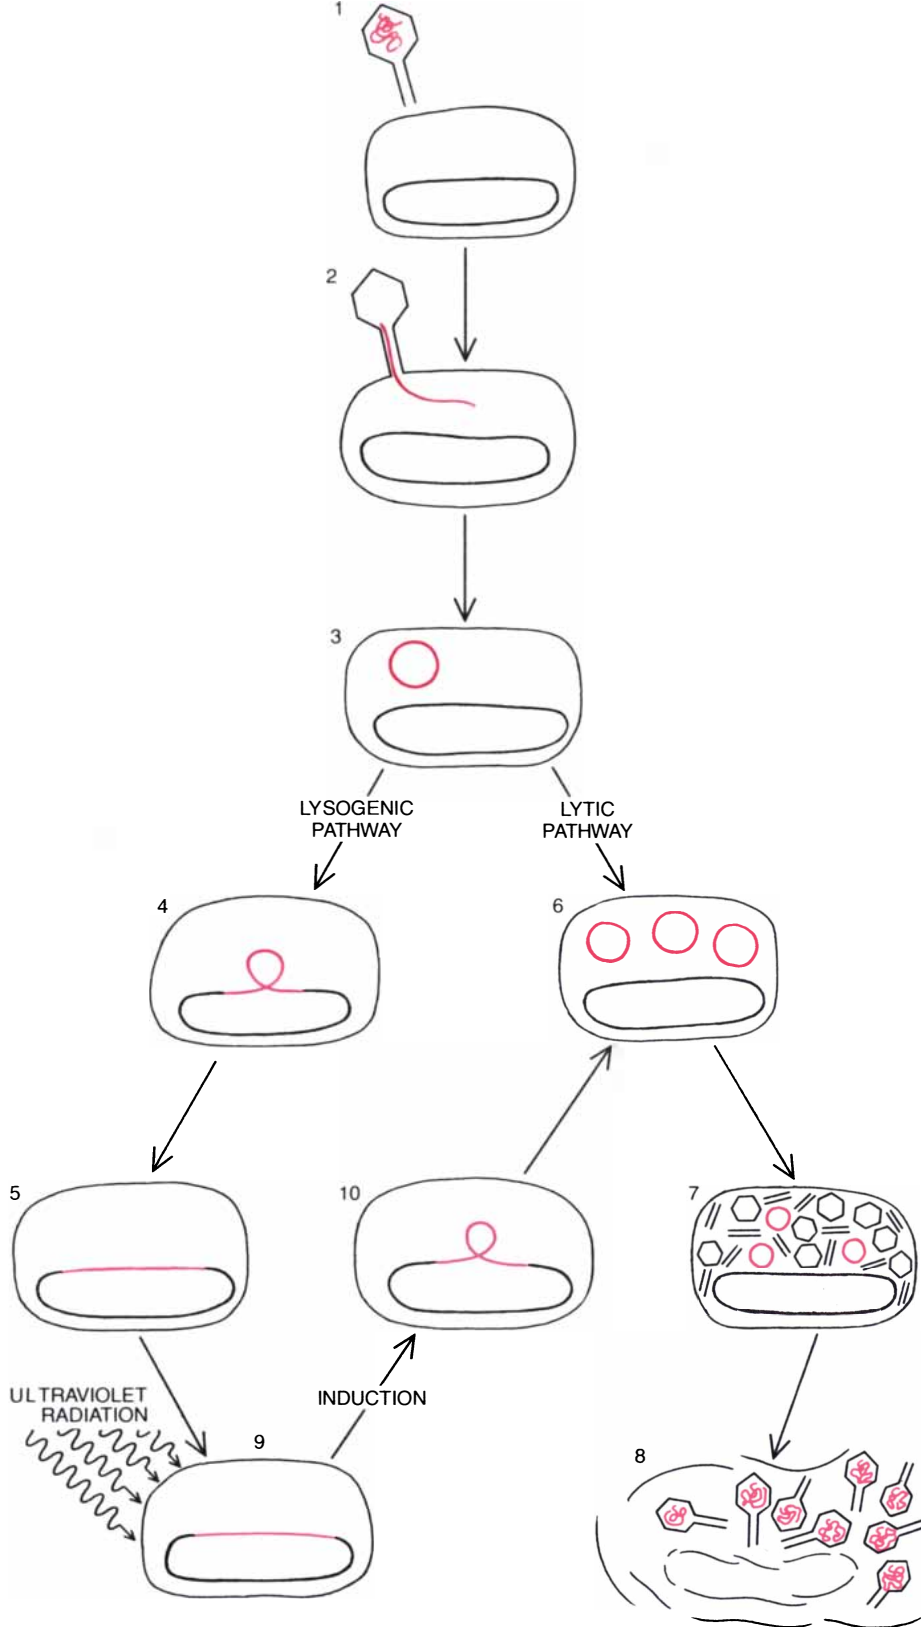 1
2
3
LYSOGENIC
PATHWAY
LYTIC
PATHWAY
4
6
5
10
7
ULTRAVIOLET
RADIATION
INDUCTION
9
8